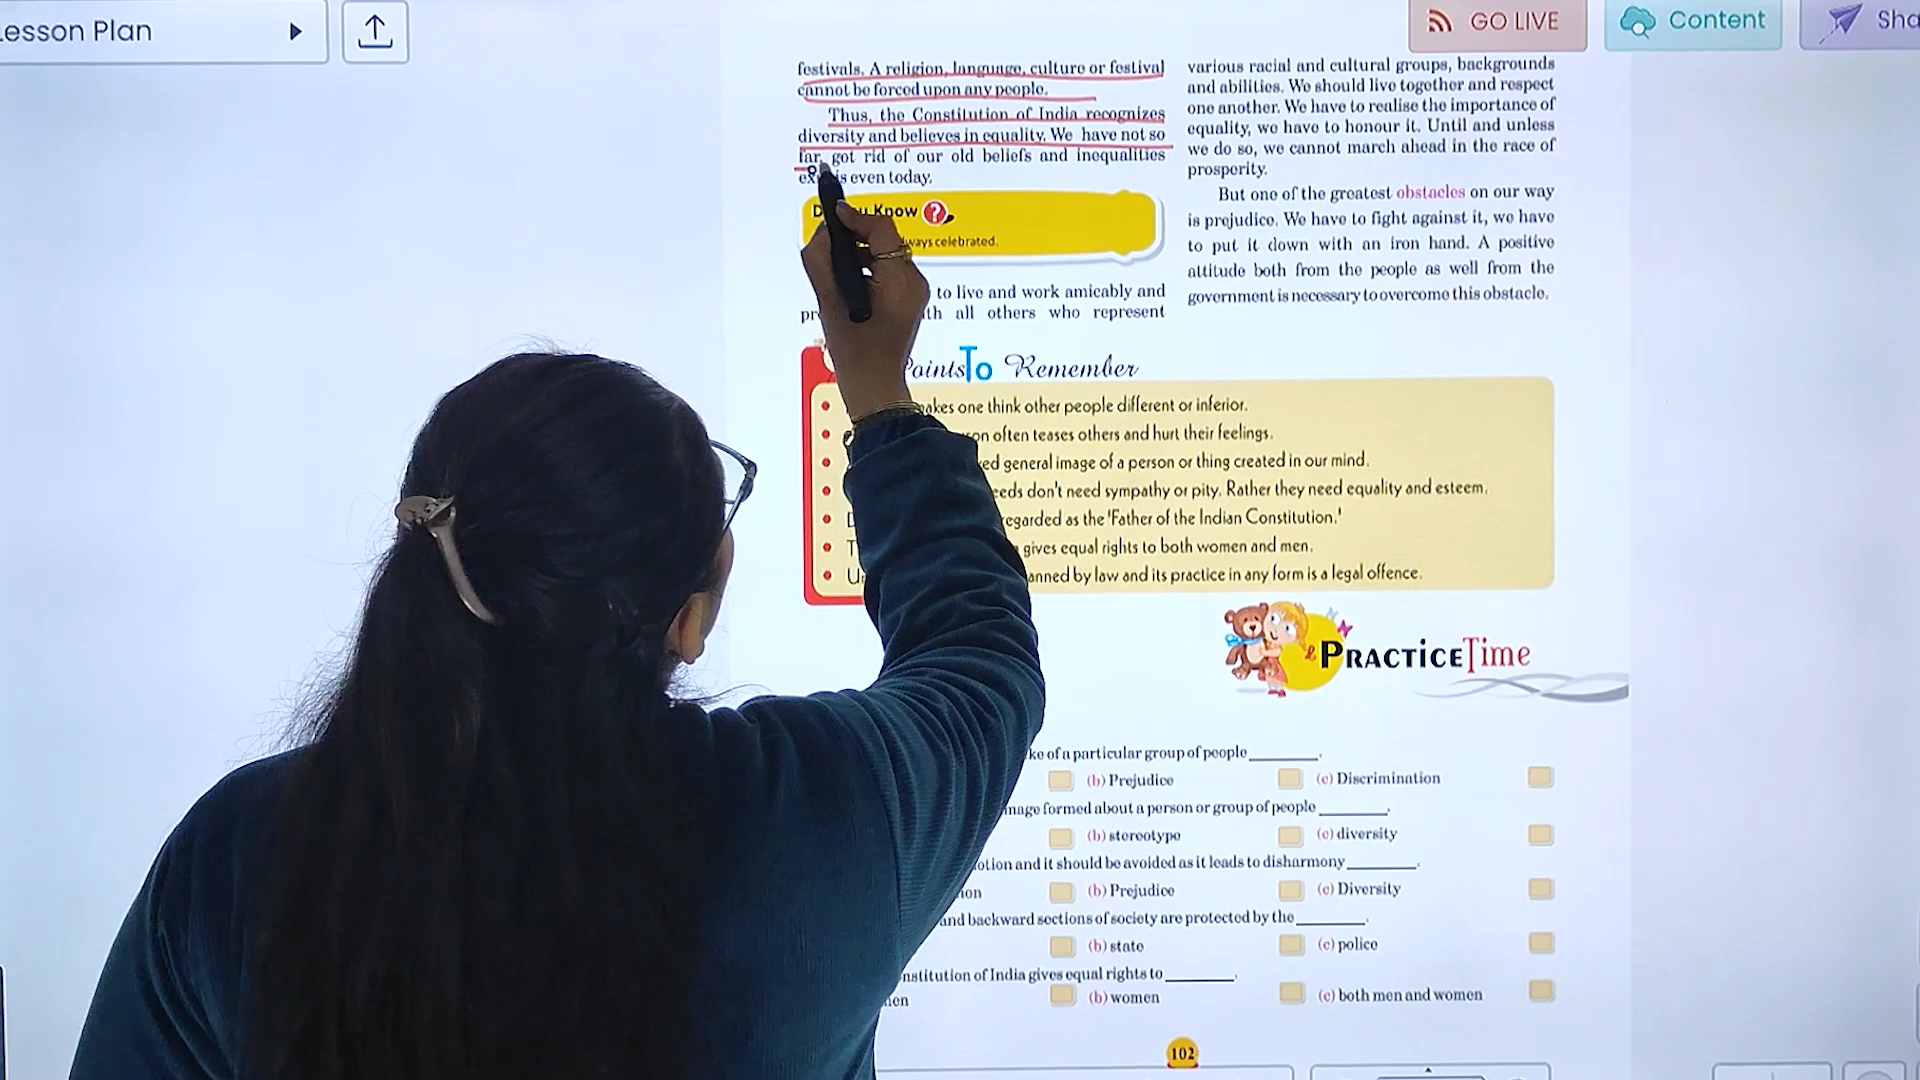 Lesson Plan
GO LIVE
Content
festivals. A religion, language, culture or festival
cannot be forced upon any people.
Thus, the Constitution of India recognizes
diversity and believes in equality. We have not so
far, got rid of our old beliefs and inequalities
is even today.
Know ?
ways celebrated.
to live and work amicably and
all others who represent
various racial and cultural groups, backgrounds
and abilities. We should live together and respect
one another. We have to realise the importance of
equality, we have to honour it. Until and unless
we do so, we cannot march ahead in the race of
prosperity.
But one of the greatest obstacles on our way
is prejudice. We have to fight against it, we have
to put it down with an iron hand. A positive
attitude both from the people as well from the
government is necessary to overcome this obstacle.
Points To Remember
akes one think other people different or inferior.
on often teases others and hurt their feelings.
ed general image of a person or thing created in our mind.
eeds don't need sympathy or pity. Rather they need equality and esteem.
egarded as the 'Father of the Indian Constitution.'
gives equal rights to both women and men.
anned by law and its practice in any form is a legal offence.
PRACTICE Time
ke of a particular group of people ________.
(b) Prejudice (c) Discrimination
mage formed about a person or group of people ________.
(b) stereotype (c) diversity
otion and it should be avoided as it leads to disharmony ________.
ion (b) Prejudice (c) Diversity
and backward sections of society are protected by the ________.
(b) state (c) police
nstitution of India gives equal rights to ________.
men (b) women (c) both men and women
102